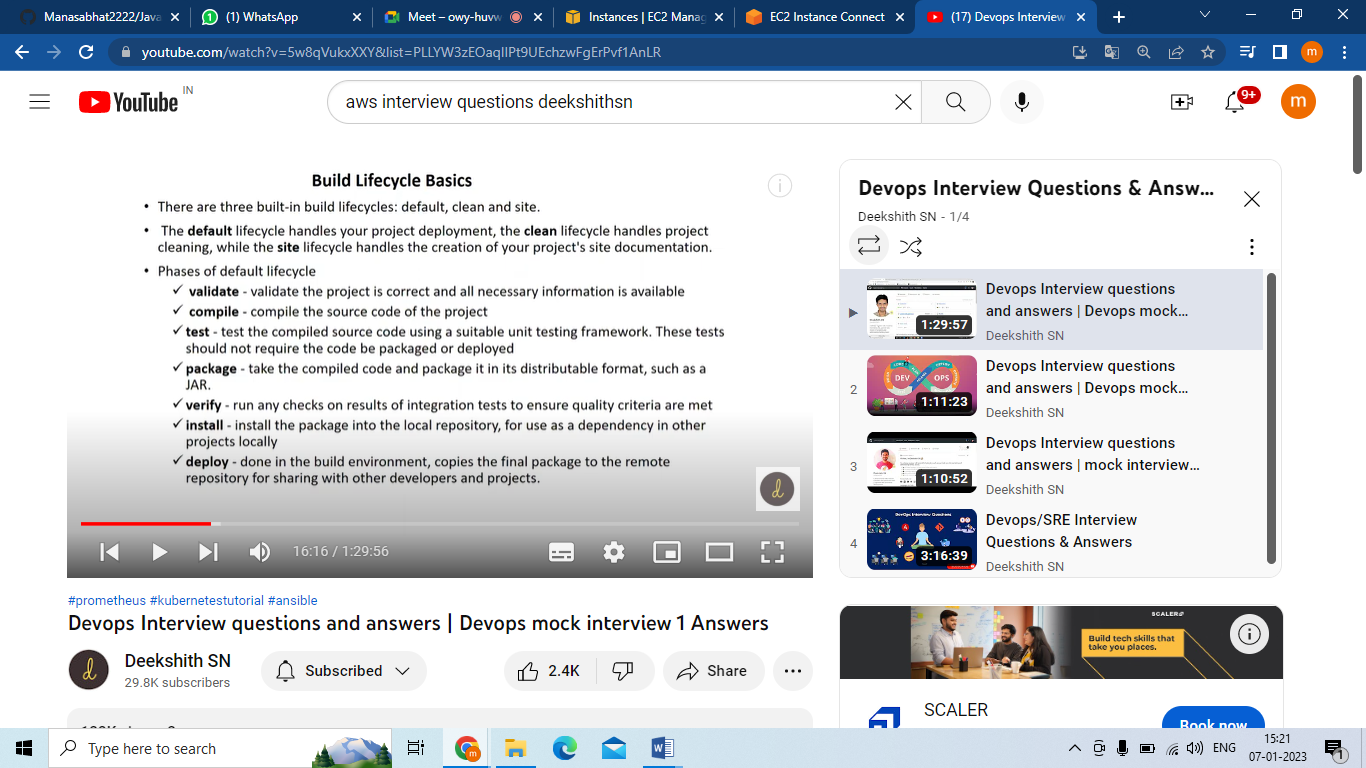 Manasabhat2222/Java
(1) WhatsApp
Meet – owy-huvw
Instances | EC2 Manag
EC2 Instance Connect
(17) Devops Interview
youtube.com/watch?v=5w8qVukxXXY&list=PLLYW3zEOaqlIPt9UEchzwFgErPvf1AnLR
m
YouTube IN
aws interview questions deekshithsn
9+
m
Build Lifecycle Basics
• There are three built-in build lifecycles: default, clean and site.
• The default lifecycle handles your project deployment, the clean lifecycle handles project
cleaning, while the site lifecycle handles the creation of your project's site documentation.
• Phases of default lifecycle
✓ validate - validate the project is correct and all necessary information is available
✓ compile - compile the source code of the project
✓ test - test the compiled source code using a suitable unit testing framework. These tests
should not require the code be packaged or deployed
✓ package - take the compiled code and package it in its distributable format, such as a
JAR.
✓ verify - run any checks on results of integration tests to ensure quality criteria are met
✓ install - install the package into the local repository, for use as a dependency in other
projects locally
✓ deploy - done in the build environment, copies the final package to the remote
repository for sharing with other developers and projects.
16:16 / 1:29:56
#prometheus #kubernetestutorial #ansible
Devops Interview questions and answers | Devops mock interview 1 Answers
Deekshith SN
29.8K subscribers
Subscribed
2.4K
Share
Devops Interview Questions & Answ...
Deekshith SN - 1/4
1:29:57
Devops Interview questions
and answers | Devops mock...
Deekshith SN
2
DEV OPS
1:11:23
Devops Interview questions
and answers | Devops mock...
Deekshith SN
3
1:10:52
Devops Interview questions
and answers | mock interview...
Deekshith SN
4
DevOps Interview Questions
3:16:39
Devops/SRE Interview
Questions & Answers
Deekshith SN
SCALER
Build tech skills that
take you places.
SCALER
Book now
Type here to search
ENG
15:21
07-01-2023
1